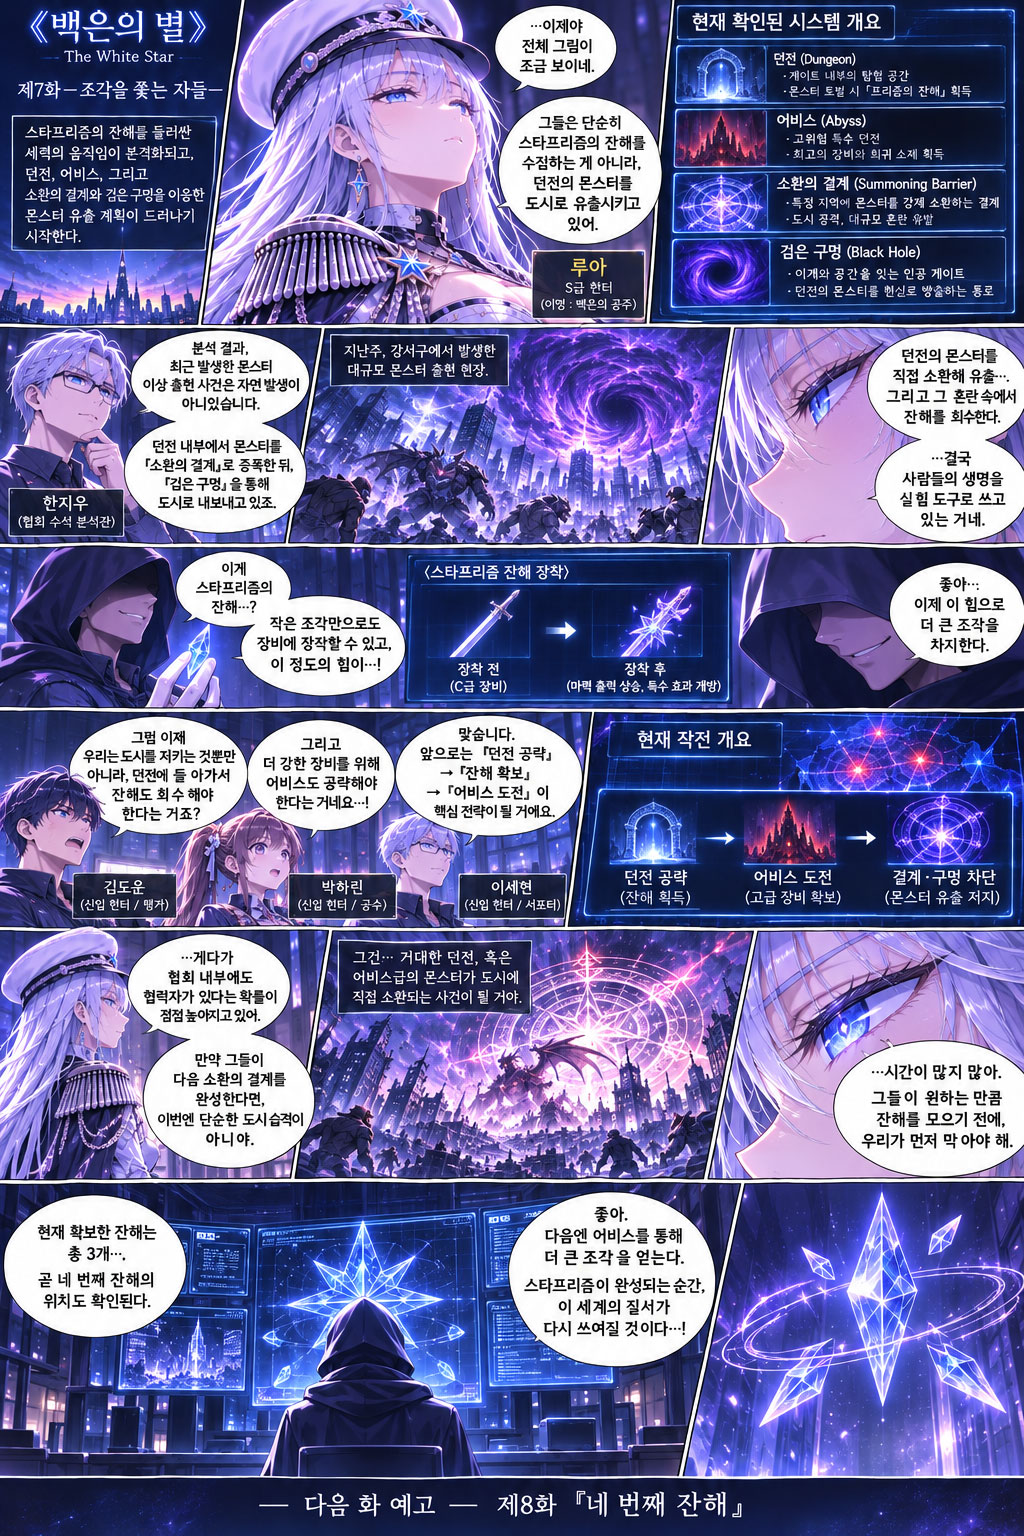 《백은의 별》
The White Star
제7화 – 조각을 쫓는 자들 –
스타프리즘의 잔해를 둘러싼
세력의 움직임이 본격화되고,
던전, 어비스, 그리고
소환의 결계와 검은 구멍을 이용한
몬스터 유출 계획이 드러나기
시작한다.
…이제야
전체 그림이
조금 보이네.
그들은 단순히
스타프리즘의 잔해를
수점하는 게 아니라,
던전의 몬스터를
도시로 유출시키고
있어.
루아
S급 헌터
(이명 : 백은의 공주)
현재 확인된 시스템 개요
던전 (Dungeon)
· 게이트 내부의 탐험 공간
· 몬스터 토벌 시 「프리즘의 잔해」 획득
어비스 (Abyss)
· 고위험 특수 던전
· 최고의 장비와 희귀 소재 획득
소환의 결계 (Summoning Barrier)
· 특정 지역에 몬스터를 강제 소환하는 결계
· 도시 공격, 대규모 혼란 유발
검은 구멍 (Black Hole)
· 이계와 공간을 잇는 인공 게이트
· 던전의 몬스터를 현실로 방출하는 통로
분석 결과,
최근 발생한 몬스터
이상 출현 사건은 자연 발생이
아니었습니다.
던전 내부에서 몬스터를
『소환의 결계』로 증폭한 뒤,
『검은 구멍』을 통해
도시로 내보내고 있죠.
한지우
(협회 수석 분석관)
지난주, 강서구에서 발생한
대규모 몬스터 출현 현장.
던전의 몬스터를
직접 소환해 유출….
그리고 그 혼란 속에서
잔해를 회수한다.
…결국
사람들의 생명을
실험 도구로 쓰고
있는 거네.
이게
스타프리즘의
잔해…?
작은 조각만으로도
장비에 장착할 수 있고,
이 정도의 힘이…!
〈스타프리즘 잔해 장착〉
장착 전
(C급 장비)
장착 후
(마력 출력 상승, 특수 효과 개방)
좋아….
이제 이 힘으로
더 큰 조각을
차지한다.
그럼 이제
우리는 도시를 지키는 것뿐만
아니라, 던전에 들 아가서
잔해도 회수 해야
한다는 거죠?
김도운
(신입 헌터 / 탱가)
그리고
더 강한 장비를 위해
어비스도 공략해야
한다는 거네요…!
박하린
(신입 헌터 / 궁수)
맞습니다.
앞으로는 『던전 공략』
→ 『잔해 확보』
→ 『어비스 도전』이
핵심 전략이 될 거예요.
이세현
(신입 헌터 / 서포터)
현재 작전 개요
던전 공략
(잔해 획득)
어비스 도전
(고급 장비 확보)
결계·구멍 차단
(몬스터 유출 저지)
…게다가
협회 내부에도
협력자가 있다는 확률이
점점 높아지고 있어.
만약 그들이
다음 소환의 결계를
완성한다면,
이번엔 단순한 도시 습격이
아니야.
그건… 거대한 던전, 혹은
어비스급의 몬스터가 도시에
직접 소환되는 사건이 될 거야.
…시간이 많지 않아.
그들이 원하는 만큼
잔해를 모으기 전에,
우리가 먼저 막아야 해.
현재 확보한 잔해는
총 3개….
곧 네 번째 잔해의
위치도 확인된다.
좋아.
다음엔 어비스를 통해
더 큰 조각을 얻는다.
스타프리즘이 완성되는 순간,
이 세계의 질서가
다시 쓰여질 것이다…!
— 다음 화 예고 — 제8화 『네 번째 잔해』